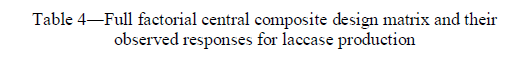 Table 4—Full factorial central composite design matrix and their
observed responses for laccase production